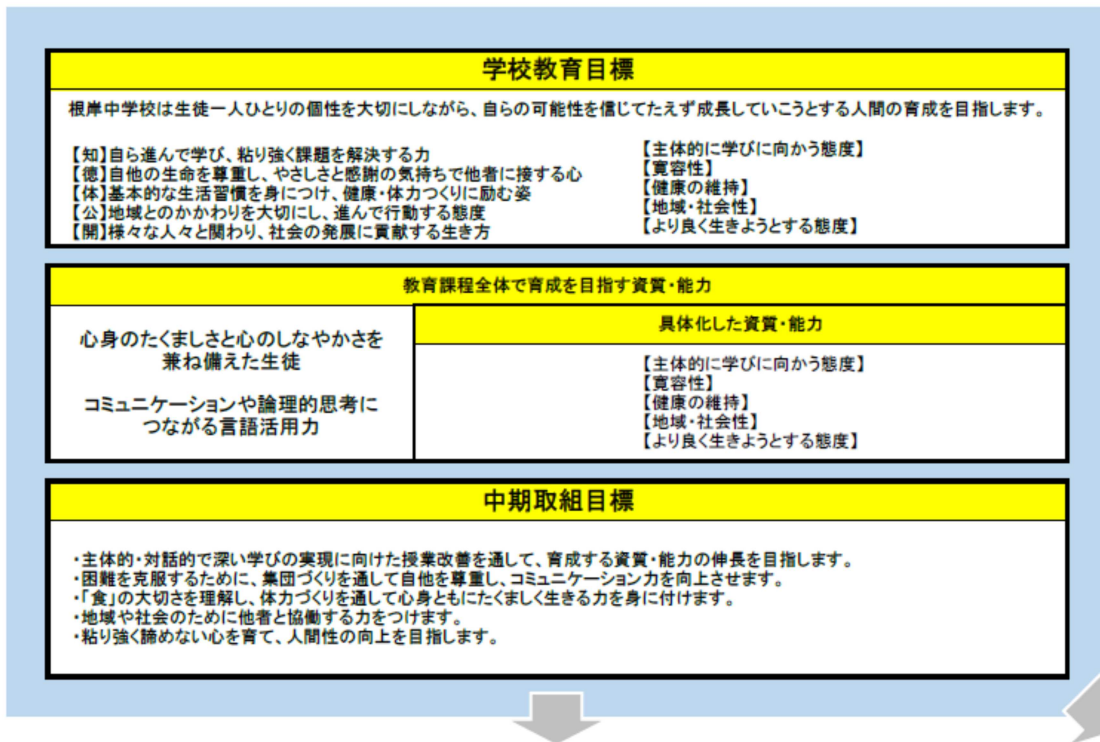 学校教育目標
根岸中学校は生徒一人ひとりの個性を大切にしながら、自らの可能性を信じてたえず成長していこうとする人間の育成を目指します。
【知】自ら進んで学び、粘り強く課題を解決する力
【徳】自他の生命を尊重し、やさしさと感謝の気持ちで他者に接する心
【体】基本的な生活習慣を身につけ、健康・体力つくりに励む姿
【公】地域とのかかわりを大切にし、進んで行動する態度
【開】様々な人々と関わり、社会の発展に貢献する生き方
【主体的に学びに向かう態度】
【寛容性】
【健康の維持】
【地域・社会性】
【より良く生きようとする態度】
教育課程全体で育成を目指す資質・能力
心身のたくましさと心のしなやかさを
兼ね備えた生徒
コミュニケーションや論理的思考に
つながる言語活用力
具体化した資質・能力
【主体的に学びに向かう態度】
【寛容性】
【健康の維持】
【地域・社会性】
【より良く生きようとする態度】
中期取組目標
・主体的・対話的で深い学びの実現に向けた授業改善を通して、育成する資質・能力の伸長を目指します。
・困難を克服するために、集団づくりを通して自他を尊重し、コミュニケーション力を向上させます。
・「食」の大切さを理解し、体力づくりを通して心身ともにたくましく生きる力を身に付けます。
・地域や社会のために他者と協働する力をつけます。
・粘り強く諦めない心を育て、人間性の向上を目指します。